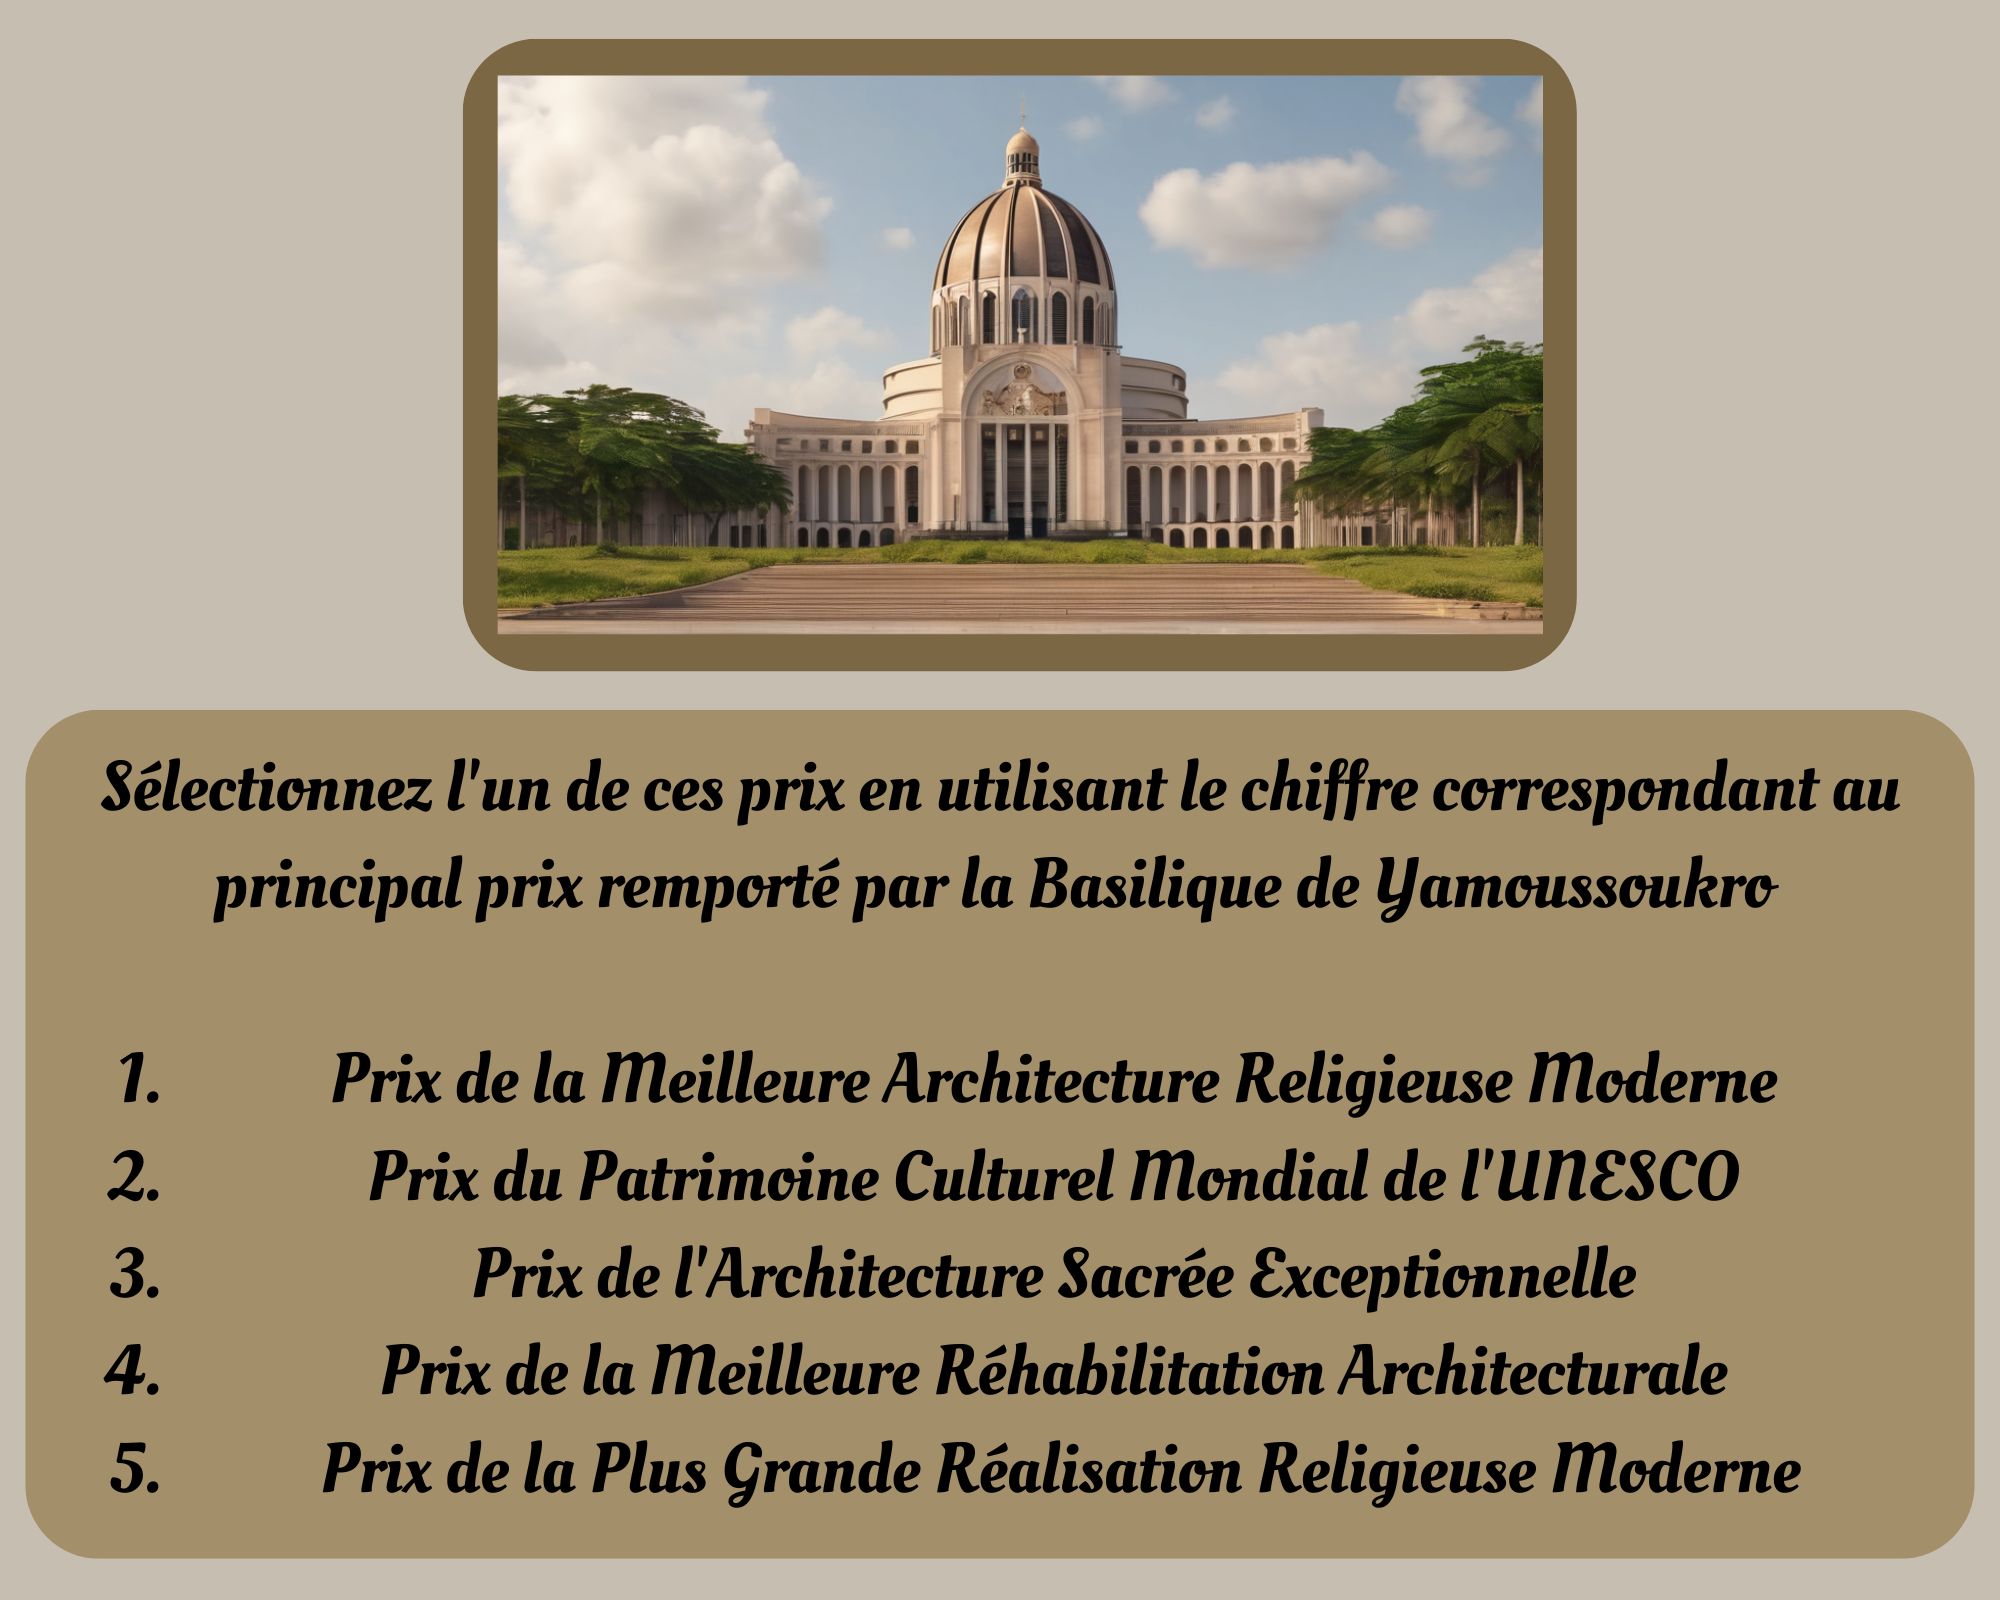 Sélectionnez l'un de ces prix en utilisant le chiffre correspondant au
principal prix remporté par la Basilique de Yamoussoukro
1. Prix de la Meilleure Architecture Religieuse Moderne
2. Prix du Patrimoine Culturel Mondial de l'UNESCO
3. Prix de l'Architecture Sacrée Exceptionnelle
4. Prix de la Meilleure Réhabilitation Architecturale
5. Prix de la Plus Grande Réalisation Religieuse Moderne